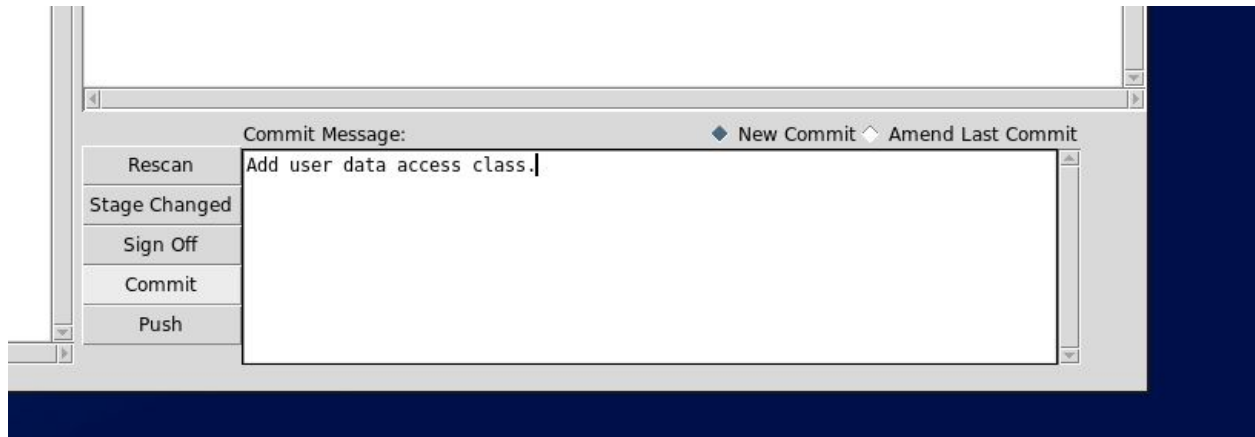 Commit Message: New Commit Amend Last Commit
Rescan
Add user data access class.
Stage Changed
Sign Off
Commit
Push